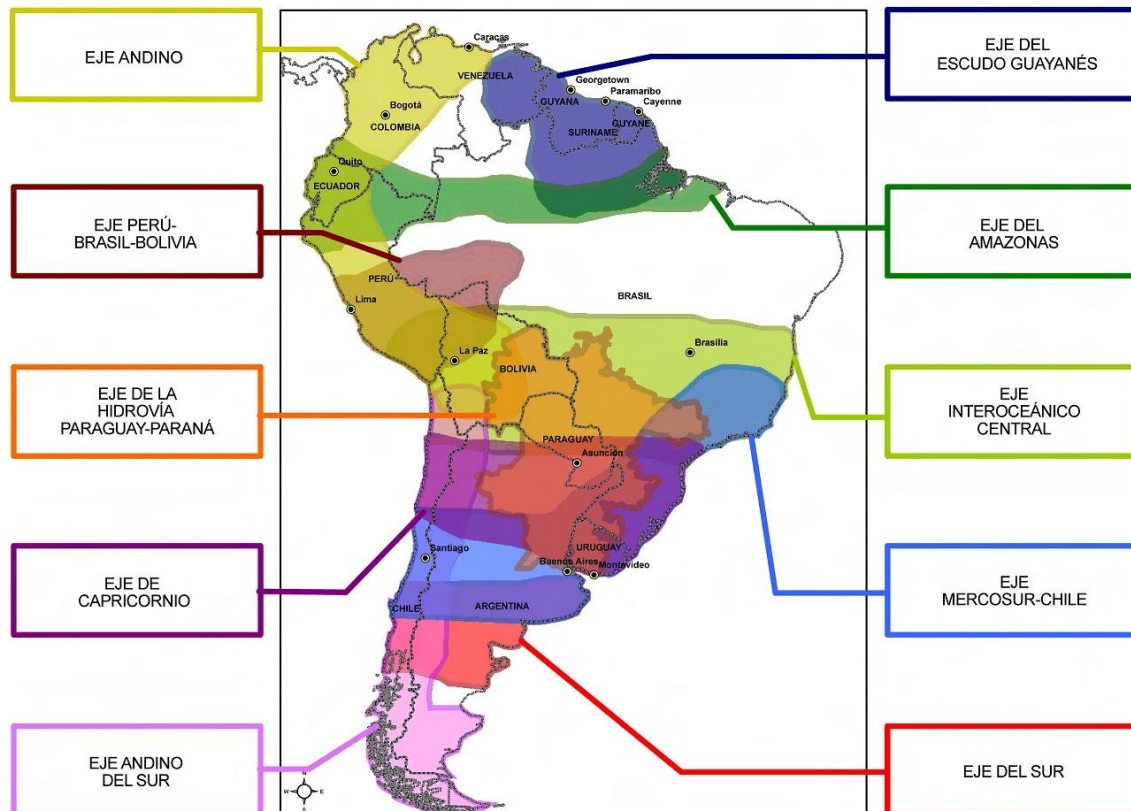 EJE ANDINO
EJE PERÚ-
BRASIL-BOLIVIA
EJE DE LA
HIDROVÍA
PARAGUAY-PARANÁ
EJE DE
CAPRICORNIO
EJE ANDINO
DEL SUR
Caracas
VENEZUELA
Georgetown
Paramaribo
GUYANA
Cayenne
Bogotá
COLOMBIA
GUYANE
SURINAME
Quito
ECUADOR
PERÚ
BRASIL
Lima
Brasilia
La Paz
BOLIVIA
PARAGUAY
Asunción
URUGUAY
Santiago
Buenos Aires
Montevideo
CHILE
ARGENTINA
N
W
E
S
EJE DEL
ESCUDO GUAYANÉS
EJE DEL
AMAZONAS
EJE
INTEROCEÁNICO
CENTRAL
EJE
MERCOSUR-CHILE
EJE DEL SUR